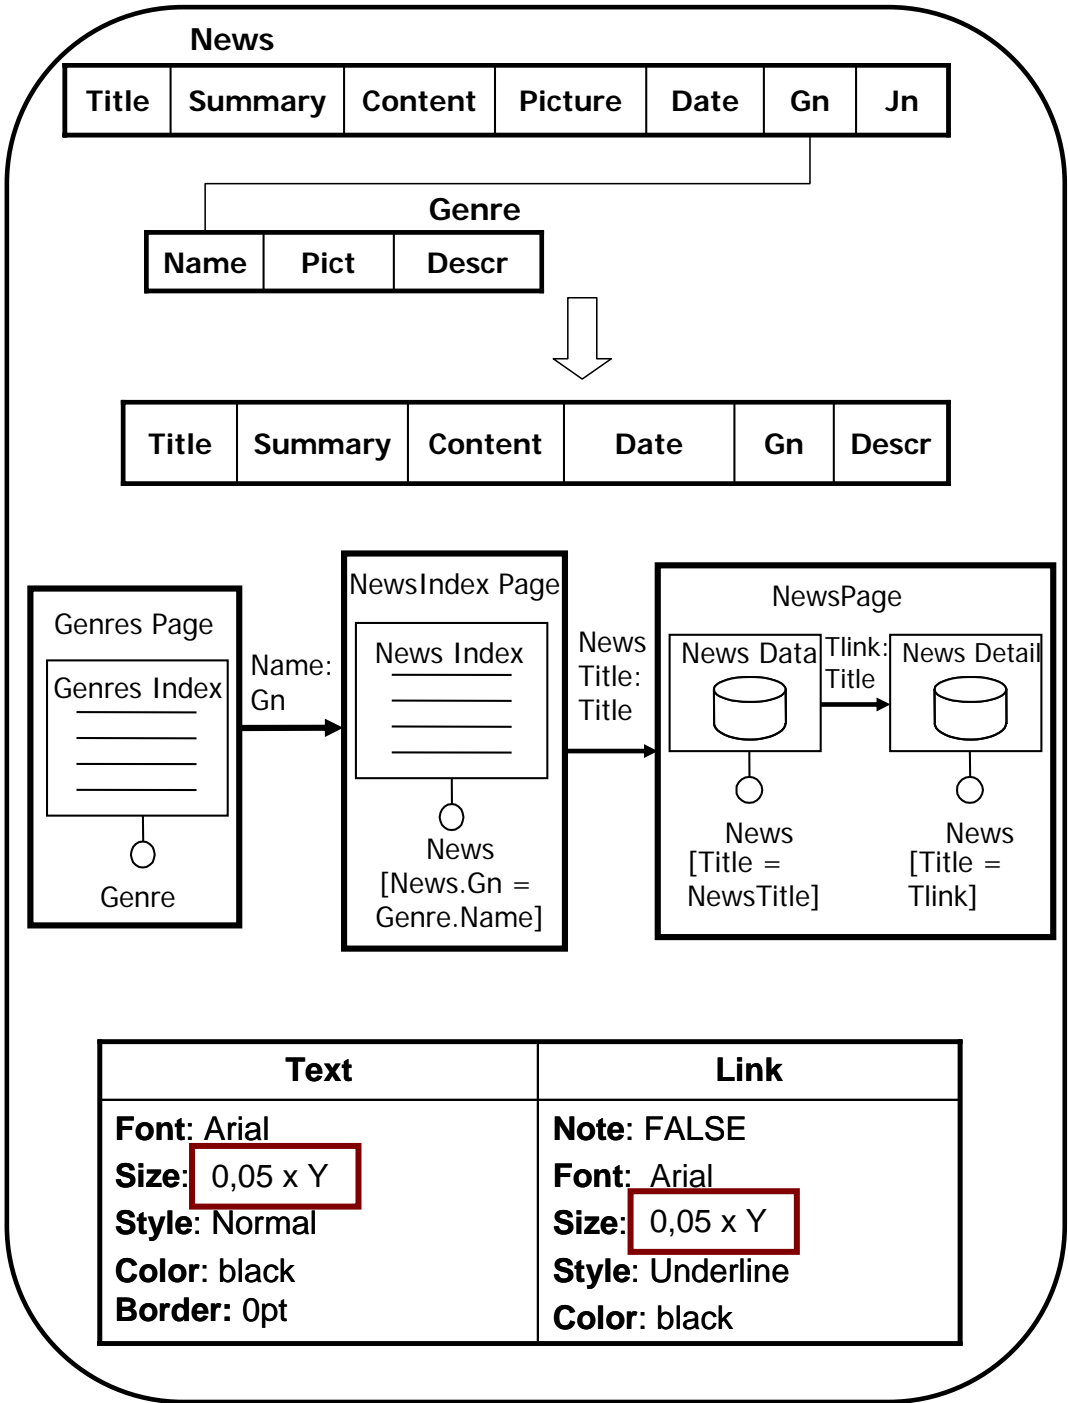 News
Title Summary Content Picture Date Gn Jn
Genre
Name Pict Descr
Title Summary Content Date Gn Descr
Genres Page
Genres Index
Genre
Name:
Gn
NewsIndex Page
News Index
News
[News.Gn =
Genre.Name]
News
Title:
Title
NewsPage
News Data
Tlink:
Title
News Detail
News
[Title =
NewsTitle]
News
[Title =
Tlink]
Text
Font: Arial
Size: 0,05 x Y
Style: Normal
Color: black
Border: 0pt
Link
Note: FALSE
Font: Arial
Size: 0,05 x Y
Style: Underline
Color: black